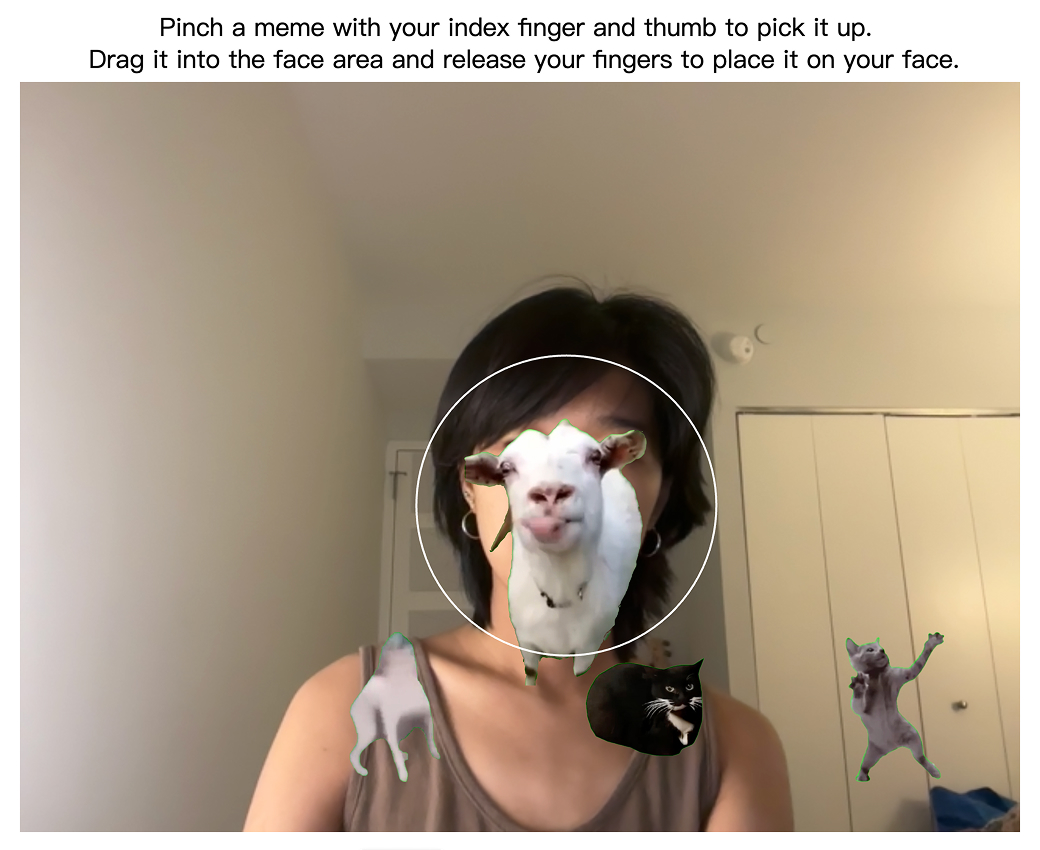 Pinch a meme with your index finger and thumb to pick it up.
Drag it into the face area and release your fingers to place it on your face.